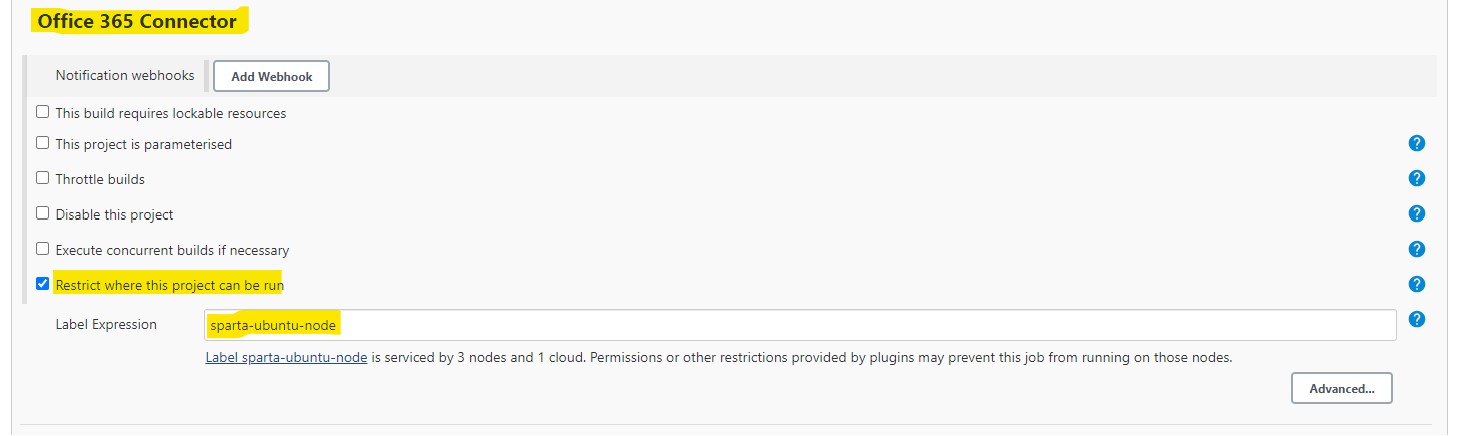 Office 365 Connector
Notification webhooks Add Webhook
This build requires lockable resources
This project is parameterised ?
Throttle builds ?
Disable this project ?
Execute concurrent builds if necessary ?
Restrict where this project can be run ?
Label Expression sparta-ubuntu-node ?
Label sparta-ubuntu-node is serviced by 3 nodes and 1 cloud. Permissions or other restrictions provided by plugins may prevent this job from running on those nodes.
Advanced...